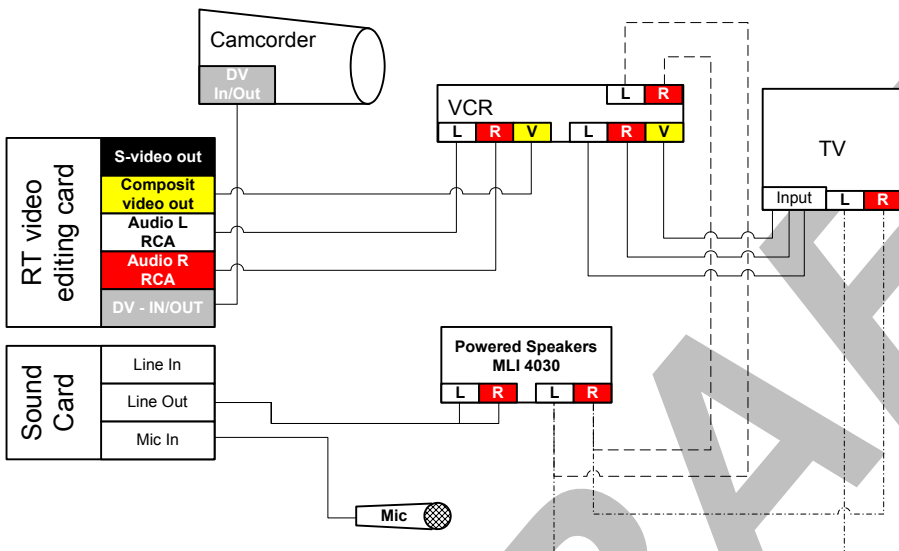 Camcorder
DV
In/Out
L R
VCR
L R V L R V
TV
Input L R
RT video
editing card
S-video out
Composit
video out
Audio L
RCA
Audio R
RCA
DV - IN/OUT
Sound
Card
Line In
Line Out
Mic In
Powered Speakers
MLI 4030
L R L R
Mic